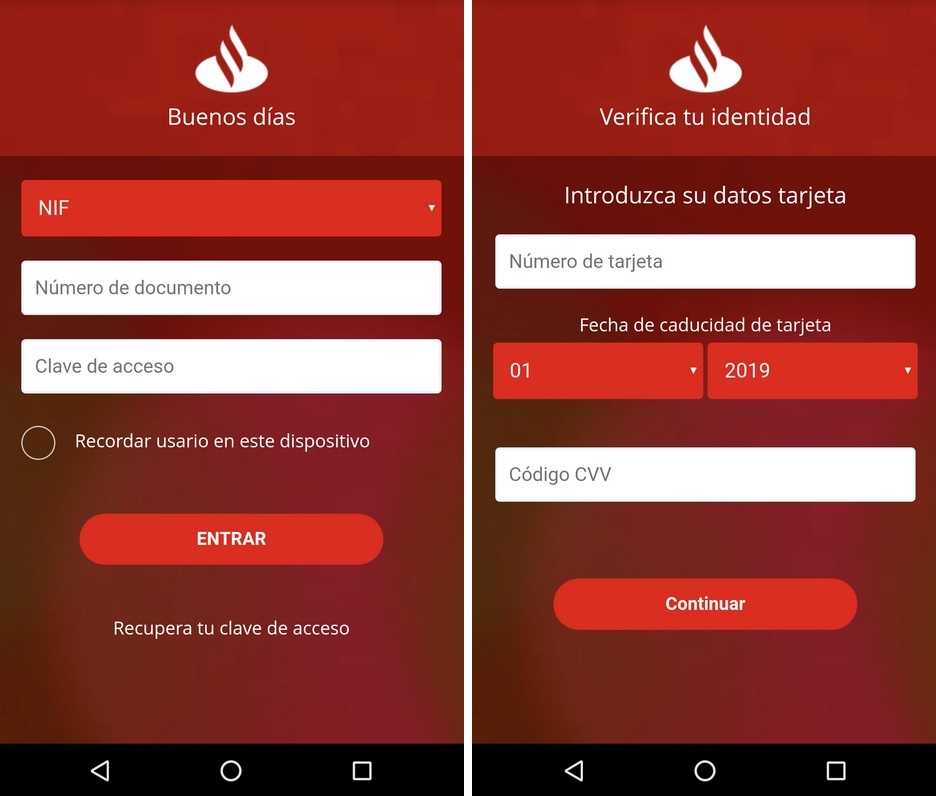 Buenos días
NIF
Número de documento
Clave de acceso
Recordar usario en este dispositivo
ENTRAR
Recupera tu clave de acceso
Verifica tu identidad
Introduzca su datos tarjeta
Número de tarjeta
Fecha de caducidad de tarjeta
01 2019
Código CVV
Continuar